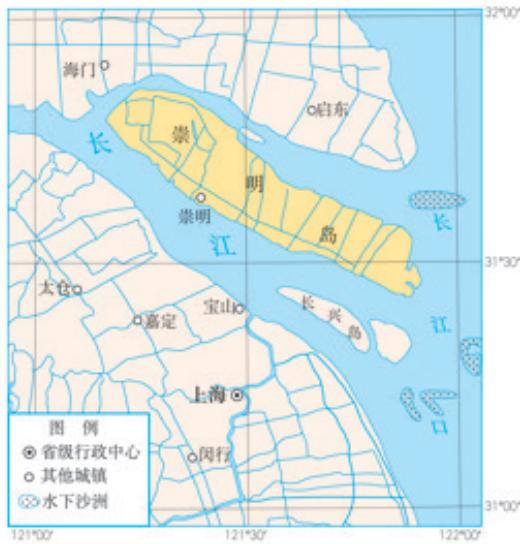 32°00'
海门
启东
崇
明
岛
长
江
崇明
长
江
口
31°30'
太仓
嘉定
宝山
长兴岛
上海
闵行
图 例
省级行政中心
其他城镇
水下沙洲
31°00'
121°00'
121°30'
122°00'